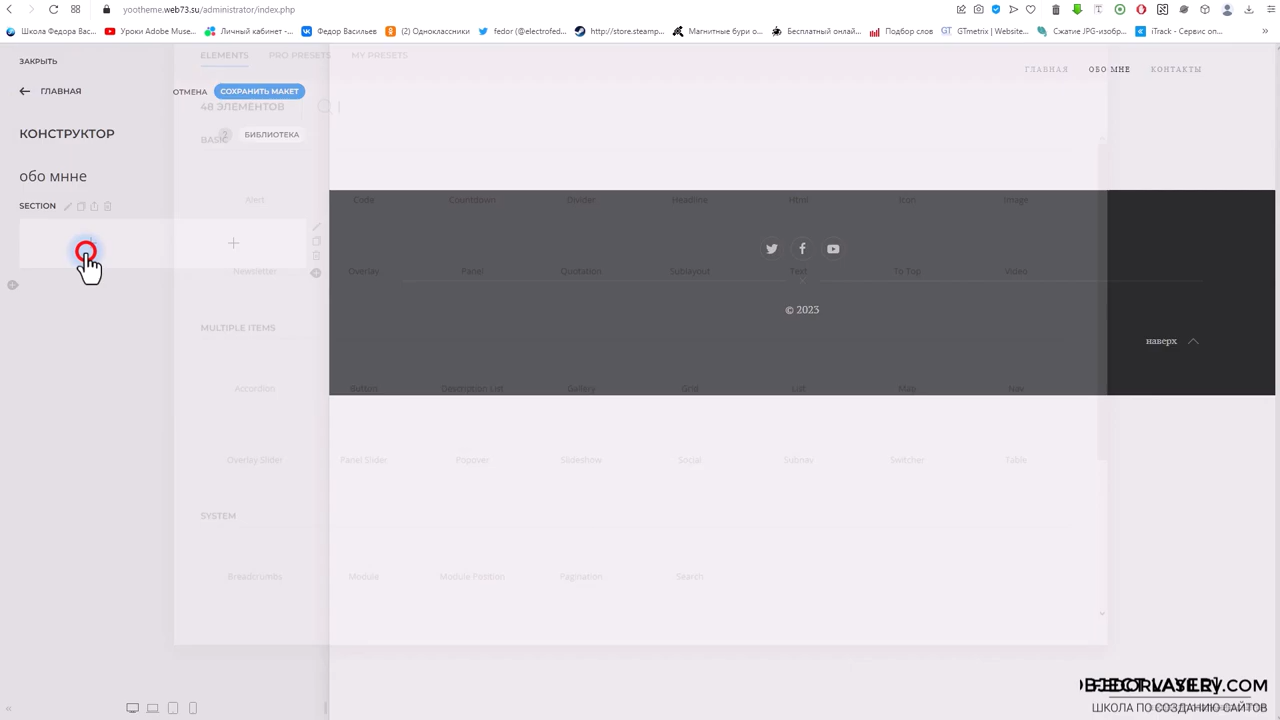 yootheme.web73.su/administrator/index.php
Школа Федора Вас...
Уроки Adobe Muse...
Личный кабинет -...
Федор Васильев
(2) Одноклассники
fedor (@electrofed...
http://store.steamp...
Магнитные бури о...
Бесплатный онлай...
Подбор слов
GTmetrix | Website...
Сжатие JPG-изобр...
iTrack - Сервис оп...
ЗАКРЫТЬ
ELEMENTS
PRO PRESETS
MY PRESETS
ГЛАВНАЯ
ОБО МНЕ
КОНТАКТЫ
ГЛАВНАЯ
ОТМЕНА
СОХРАНИТЬ МАКЕТ
48 ЭЛЕМЕНТОВ
КОНСТРУКТОР
2
БИБЛИОТЕКА
BASIC
обо мнне
SECTION
Alert
Code
Countdown
Divider
Headline
Html
Icon
Image
Newsletter
Overlay
Panel
Quotation
Sublayout
Text
To Top
Video
© 2023
наверх
MULTIPLE ITEMS
Accordion
Button
Description List
Gallery
Grid
List
Map
Nav
Overlay Slider
Panel Slider
Popover
Slideshow
Social
Subnav
Switcher
Table
SYSTEM
Breadcrumbs
Module
Module Position
Pagination
Search
ШКОЛА ПО СОЗДАНИЮ САЙТОВ